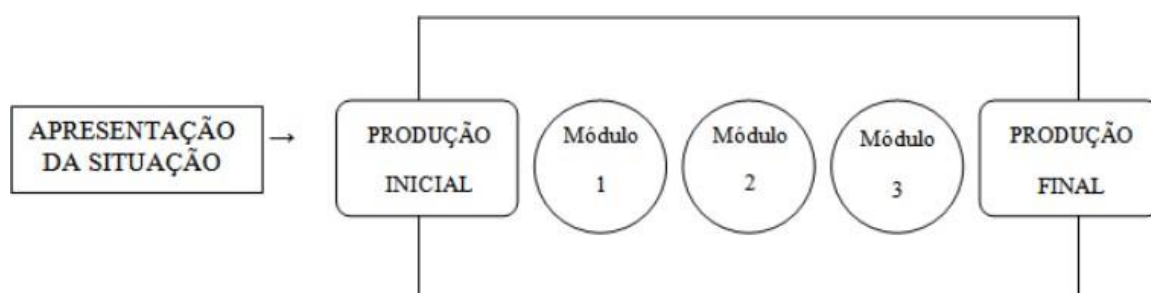 APRESENTAÇÃO
DA SITUAÇÃO
→
PRODUÇÃO
INICIAL
Módulo
1
Módulo
2
Módulo
3
PRODUÇÃO
FINAL